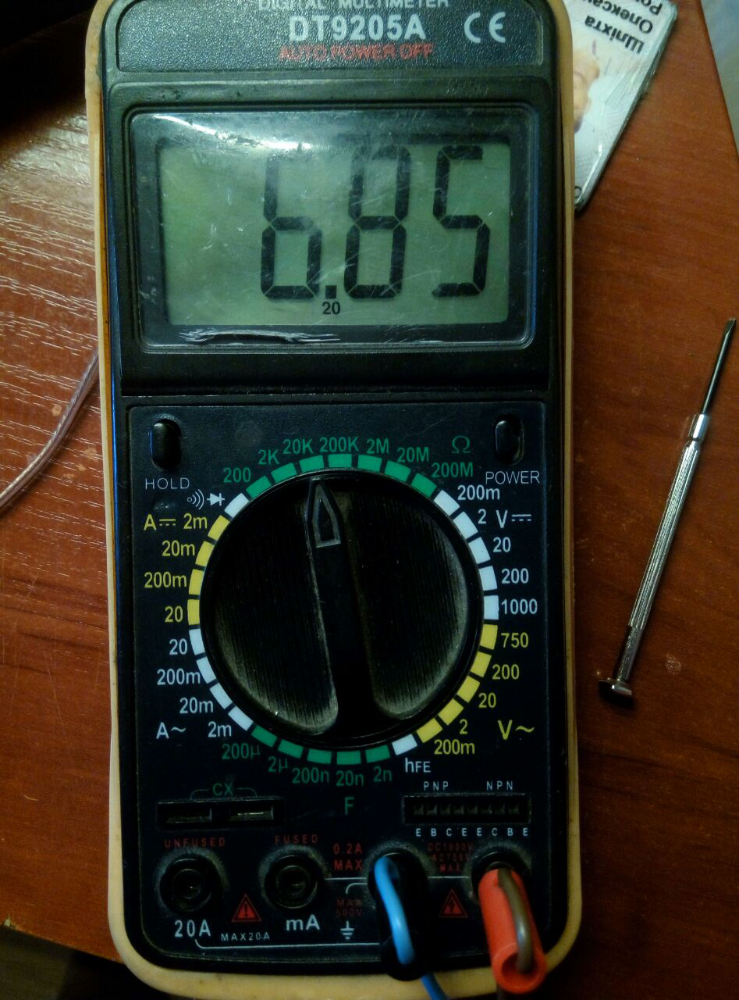 DIGITAL MULTIMETER
DT9205A CE
AUTO POWER OFF
Шпіхта
Олексан
Ро
6.85
20
HOLD
POWER
200 2K 20K 200K 2M 20M 200M Ω
200m
2 V
20
200
1000
750
200
20
2
200m
V~
A 2m
20m
200m
20
20
200m
20m
A~ 2m
200µ 2µ 200n 20n 2n
hFE
F
CX
PNP NPN
E B C E E C B E
UNFUSED
FUSED
0.2A
MAX
DC1000V
AC750V
MAX
MAX
500V
20A
MAX20A
mA